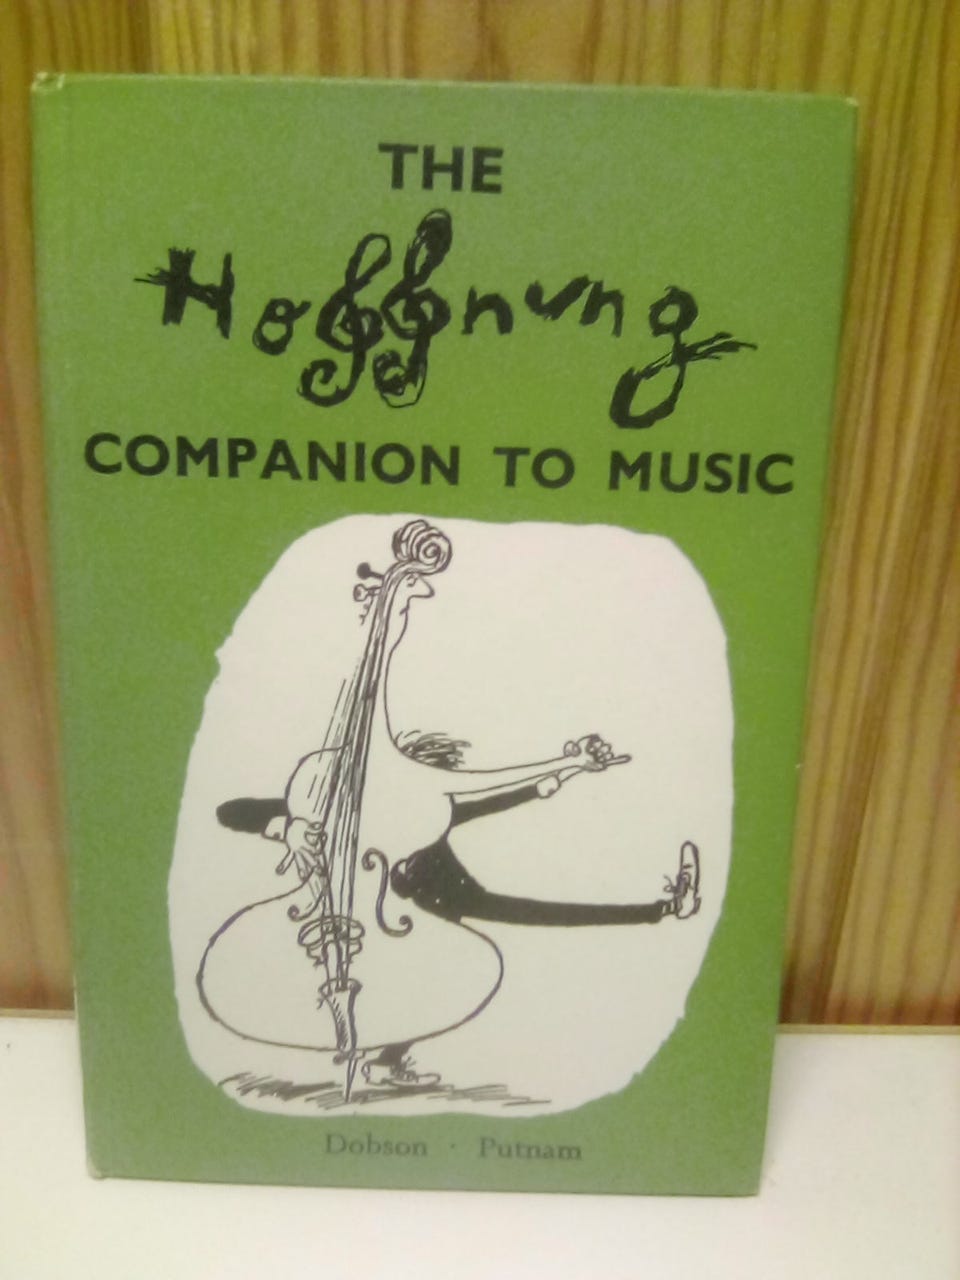 THE
Hoffnung
COMPANION TO MUSIC
Dobson · Putnam